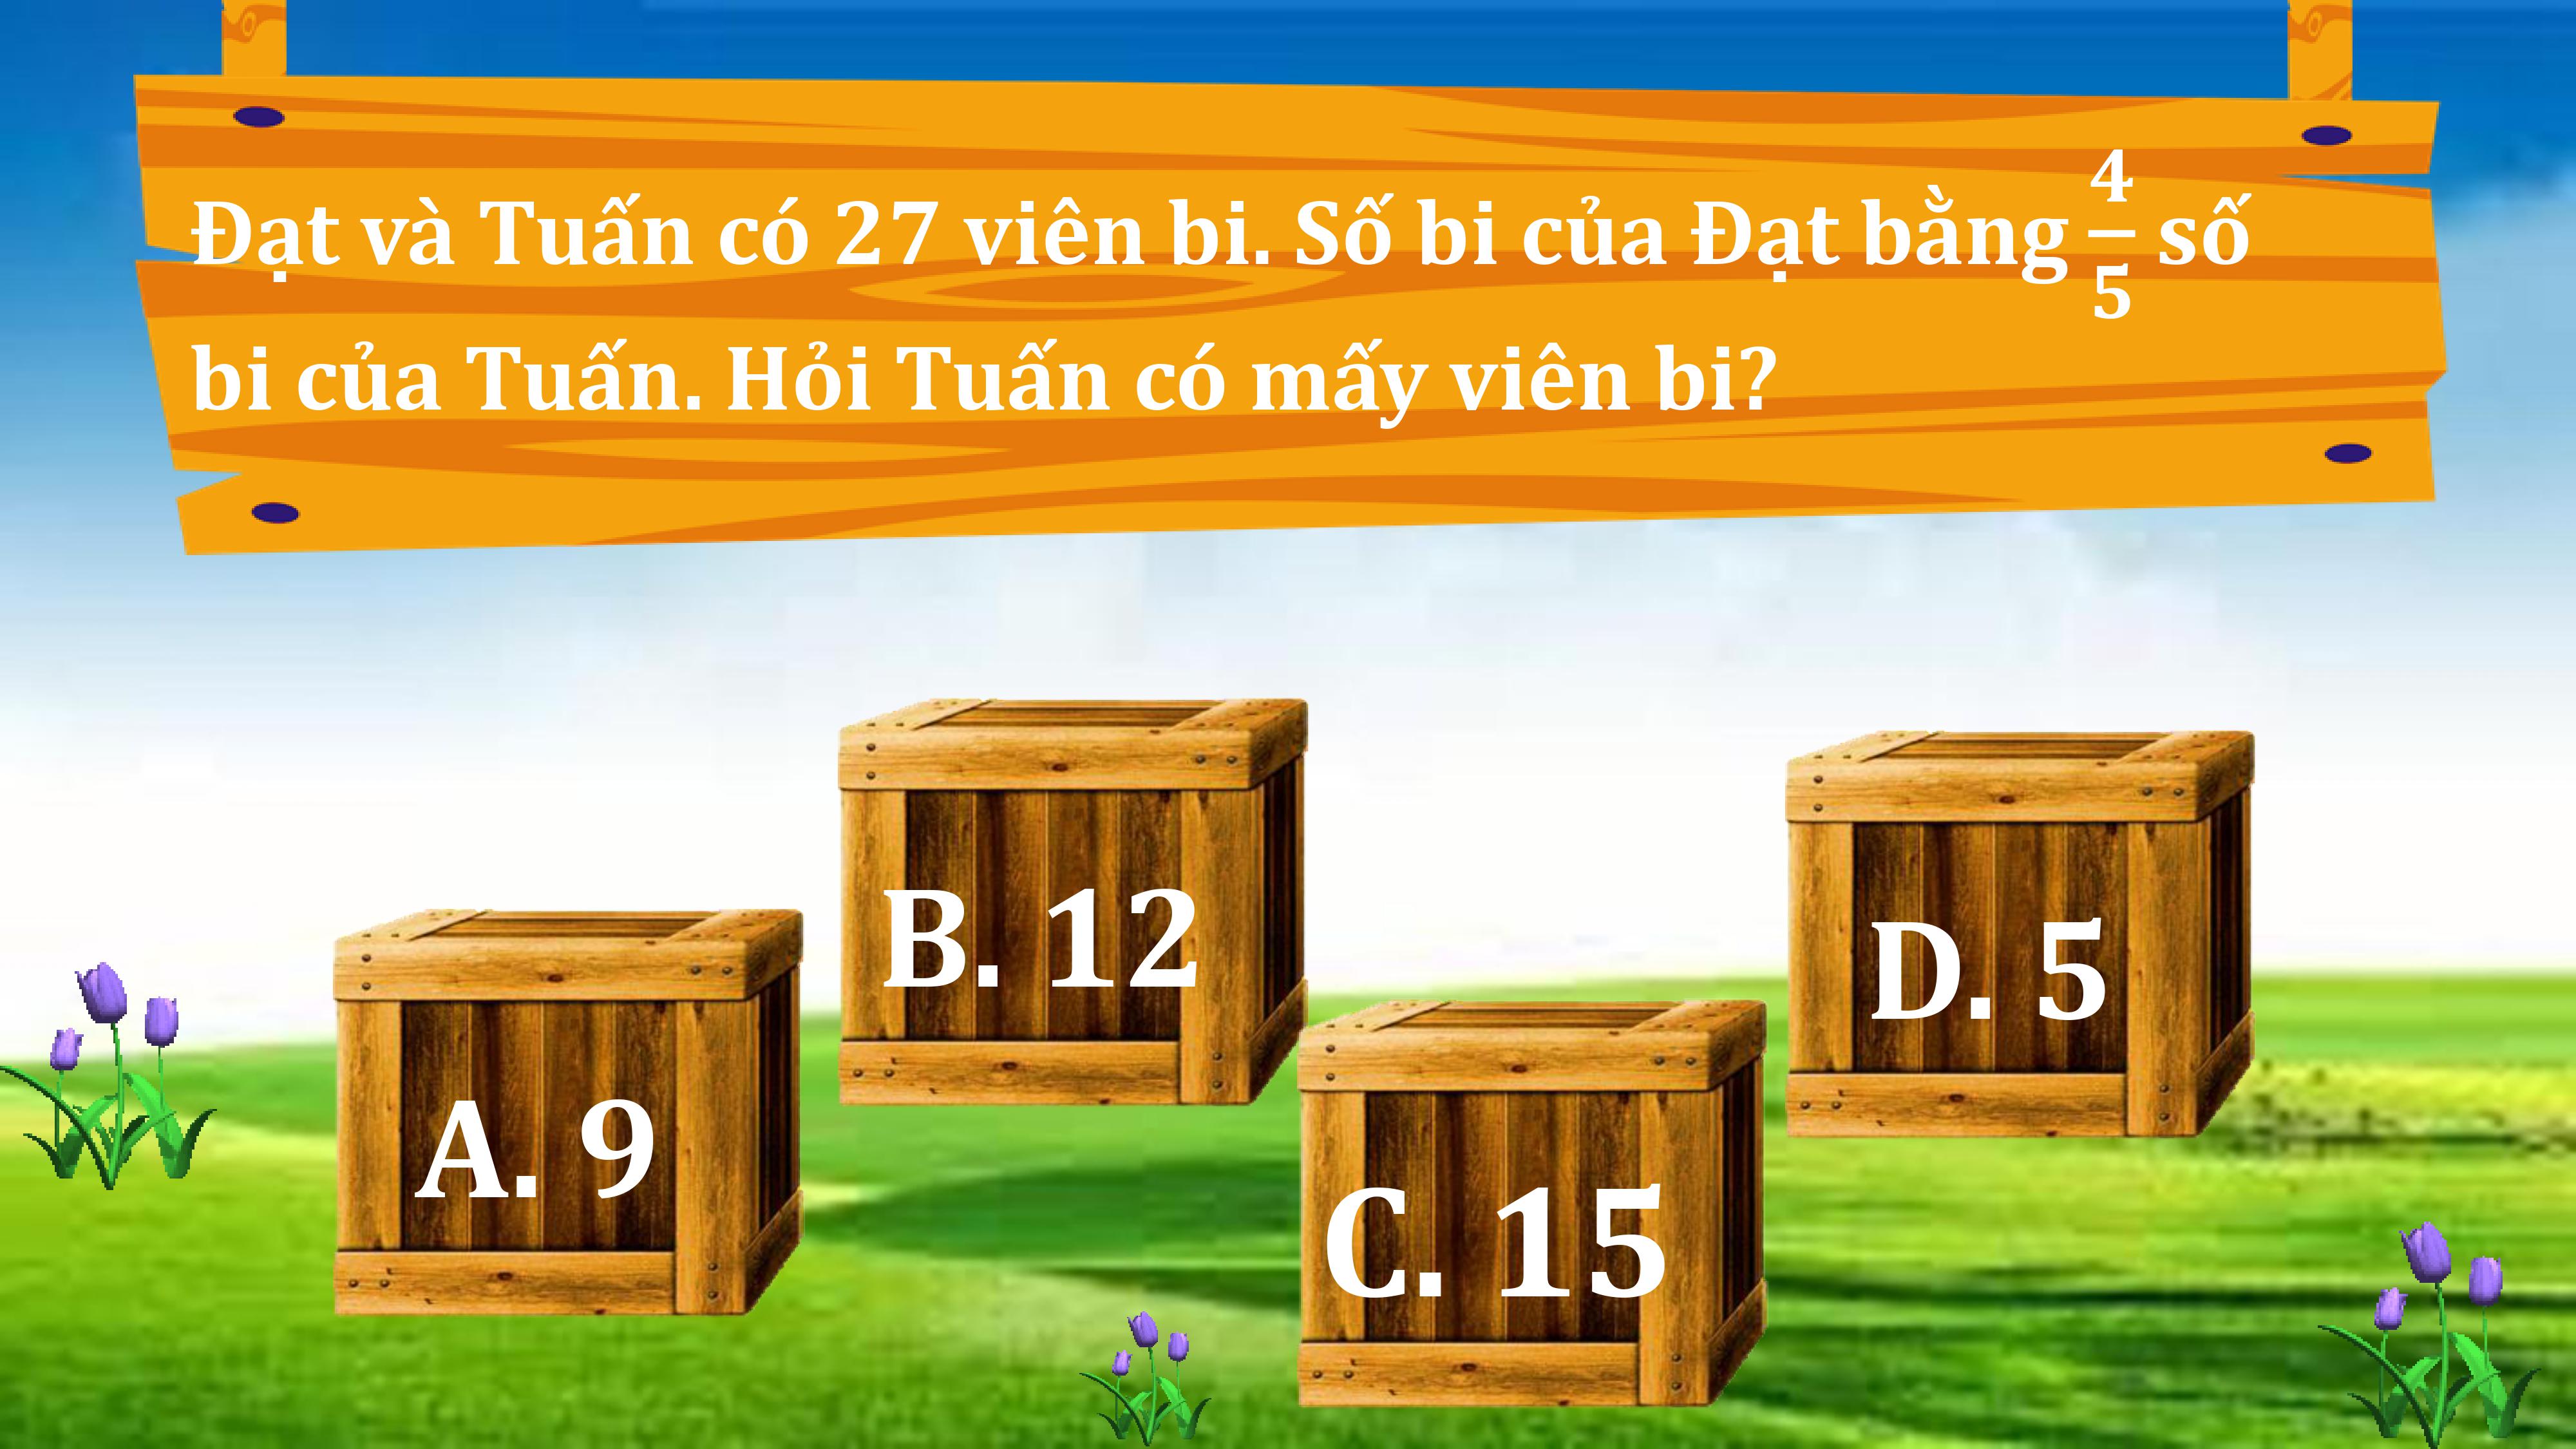 Đạt và Tuấn có 27 viên bi. Số bi của Đạt bằng 4/5 số
bi của Tuấn. Hỏi Tuấn có mấy viên bi?
A. 9
B. 12
C. 15
D. 5